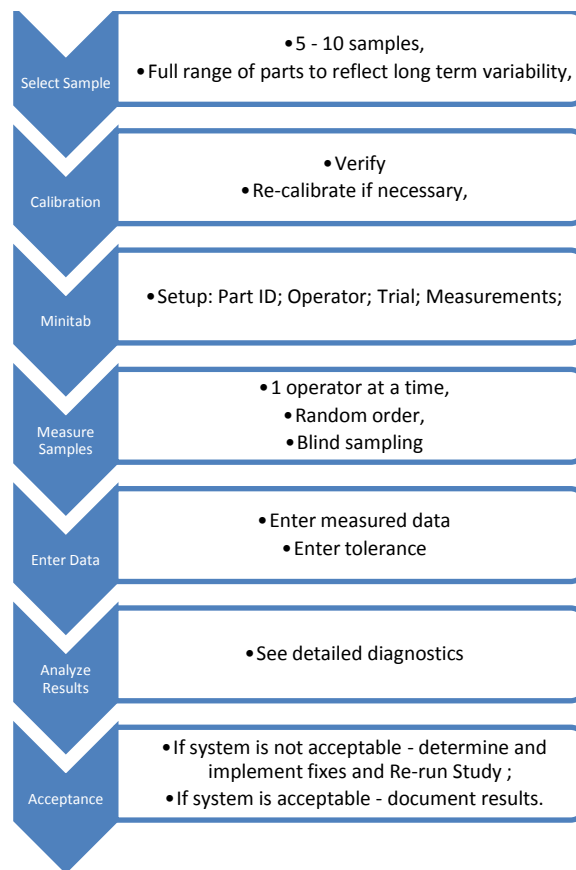 Select Sample
•5 - 10 samples,
•Full range of parts to reflect long term variability,
Calibration
•Verify
•Re-calibrate if necessary,
Minitab
•Setup: Part ID; Operator; Trial; Measurements;
Measure
Samples
•1 operator at a time,
•Random order,
•Blind sampling
Enter Data
•Enter measured data
•Enter tolerance
Analyze
Results
•See detailed diagnostics
Acceptance
•If system is not acceptable - determine and
implement fixes and Re-run Study ;
•If system is acceptable - document results.